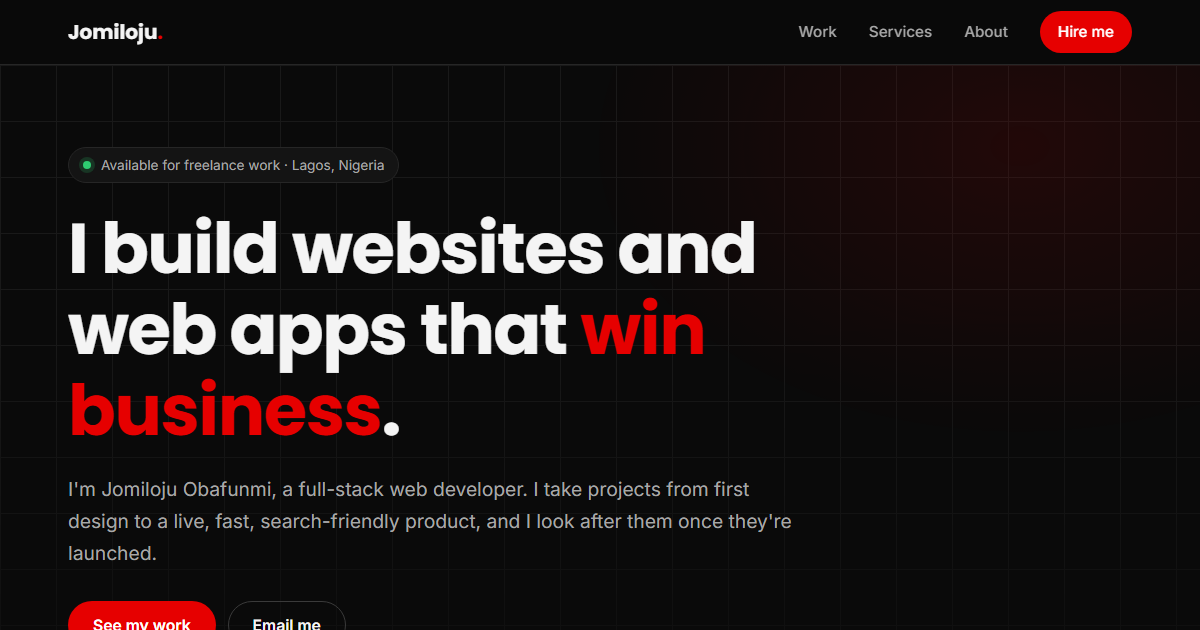 Jomiloju.
Work
Services
About
Hire me
Available for freelance work · Lagos, Nigeria
I build websites and
web apps that win
business.
I'm Jomiloju Obafunmi, a full-stack web developer. I take projects from first
design to a live, fast, search-friendly product, and I look after them once they're
launched.
See my work
Email me